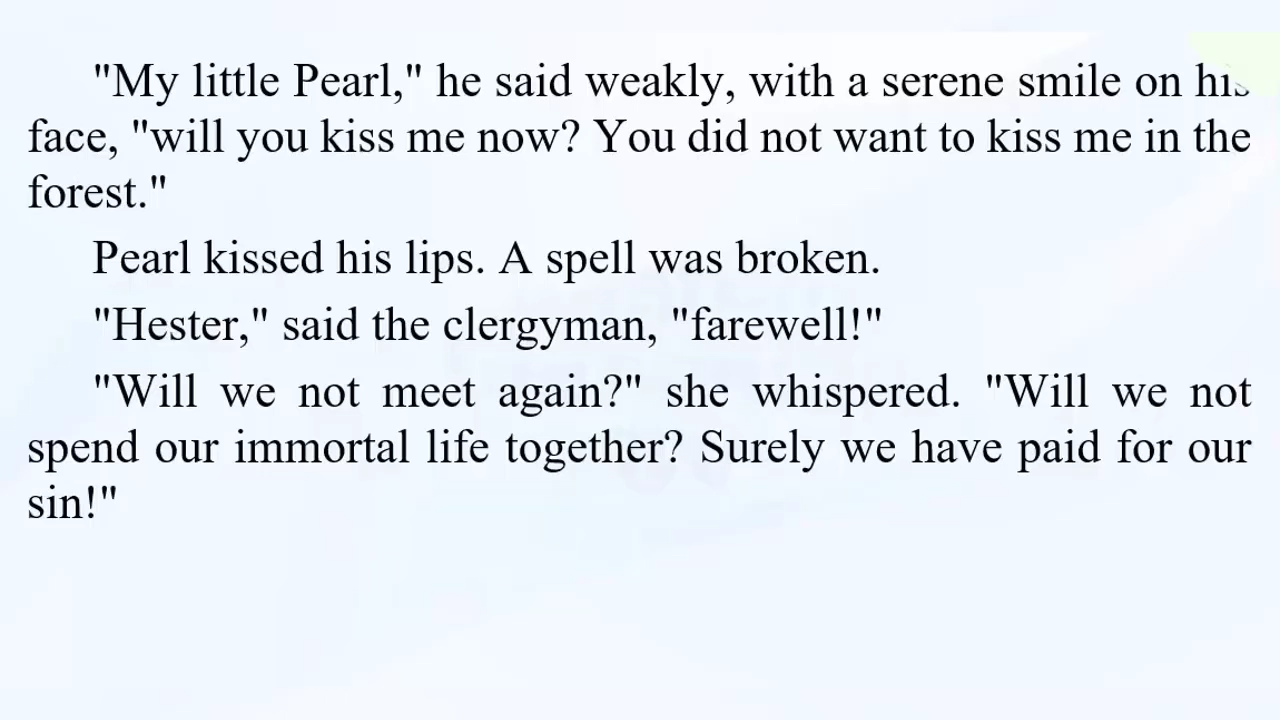 "My little Pearl," he said weakly, with a serene smile on his
face, "will you kiss me now? You did not want to kiss me in the
forest."
Pearl kissed his lips. A spell was broken.
"Hester," said the clergyman, "farewell!"
"Will we not meet again?" she whispered. "Will we not
spend our immortal life together? Surely we have paid for our
sin!"